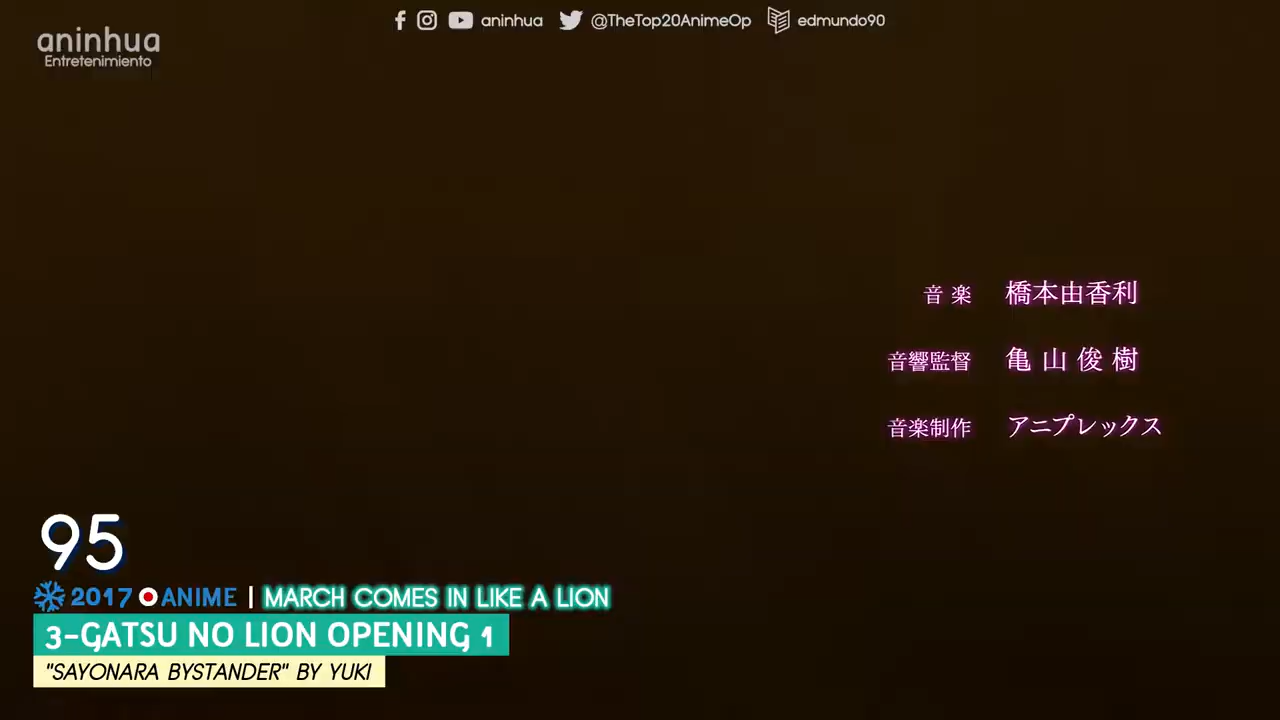 aninhua @TheTop20AnimeOp edmundo90
aninhua
Entretenimiento
音楽 橋本由香利
音響監督 亀山俊樹
音楽制作 アニプレックス
95
2017 ANIME | MARCH COMES IN LIKE A LION
3-GATSU NO LION OPENING 1
"SAYONARA BYSTANDER" BY YUKI